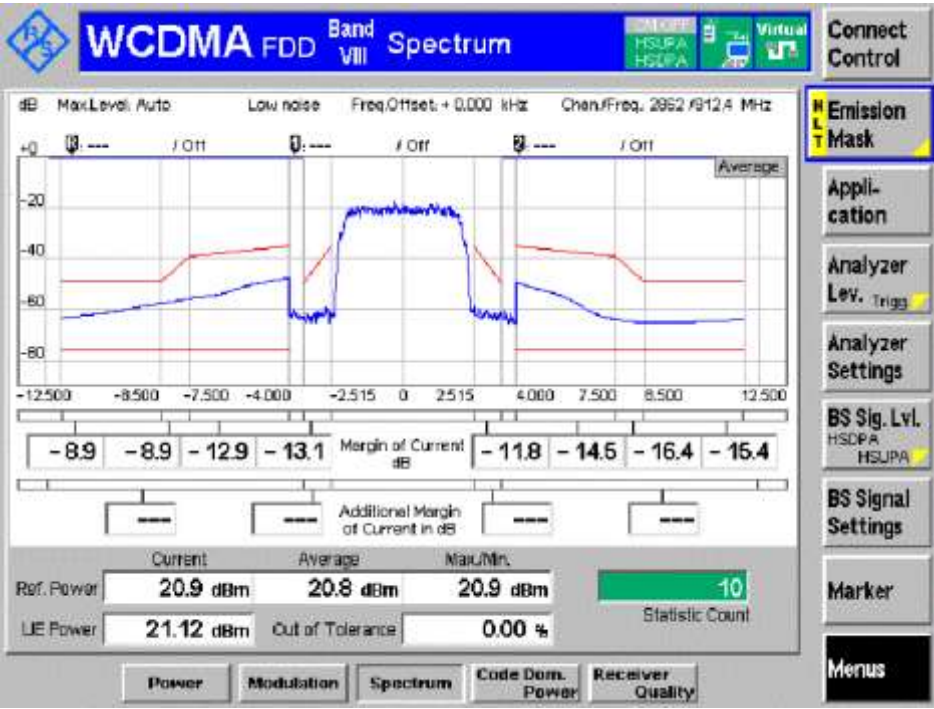 R S
WCDMA FDD Band VIII Spectrum
HSUPA
HSDPA
Virtual
Connect Control
dB Max.Level: Auto Low noise Freq.Offset: + 0.000 kHz Chan./Freq.: 2862 /912.4 MHz
--- / Off 1: --- / Off 2: --- / Off
+0
Average
-20
-40
-60
-80
-12.500 -8.500 -7.500 -4.000 -2.515 0 2.515 4.000 7.500 8.500 12.500
-8.9 -8.9 -12.9 -13.1 Margin of Current dB -11.8 -14.5 -16.4 -15.4
--- --- Additional Margin of Current in dB --- ---
Current Average Max./Min.
Ref. Power 20.9 dBm 20.8 dBm 20.9 dBm
10
Statistic Count
UE Power 21.12 dBm Out of Tolerance 0.00 %
HLT
Emission Mask
Appli-
cation
Analyzer
Lev. Trigg.
Analyzer
Settings
BS Sig. Lvl.
HSDPA
HSUPA
BS Signal
Settings
Marker
Menus
Power Modulation Spectrum Code Dom. Power Receiver Quality